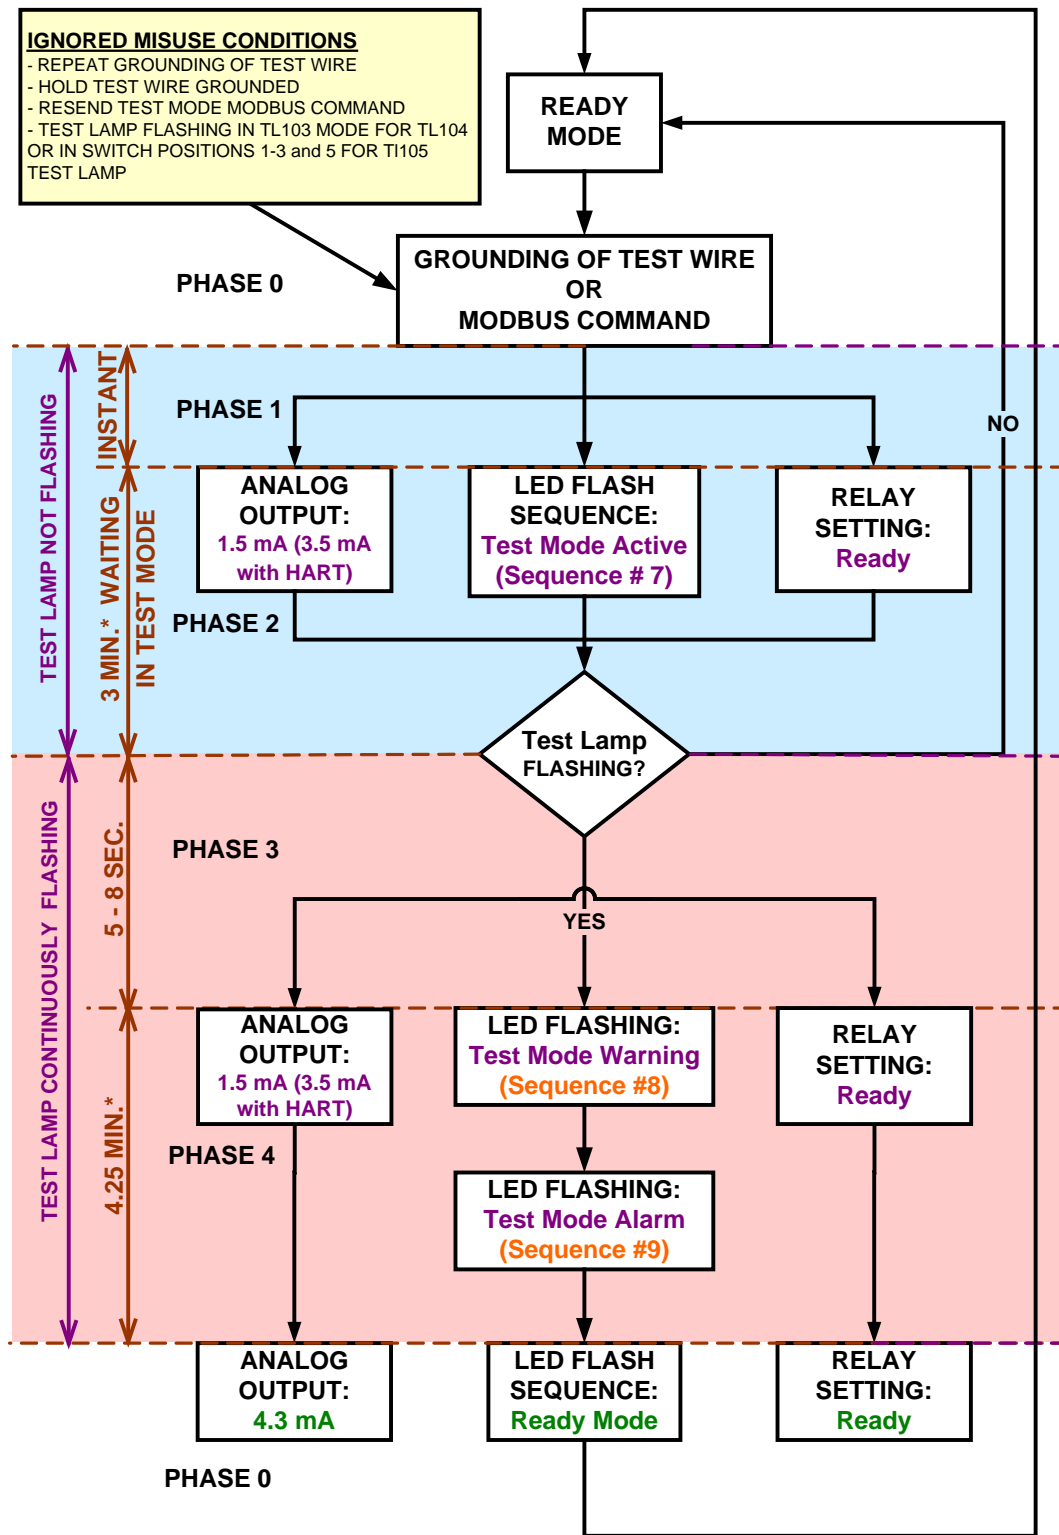 IGNORED MISUSE CONDITIONS
- REPEAT GROUNDING OF TEST WIRE
- HOLD TEST WIRE GROUNDED
- RESEND TEST MODE MODBUS COMMAND
- TEST LAMP FLASHING IN TL103 MODE FOR TL104
OR IN SWITCH POSITIONS 1-3 and 5 FOR Tl105
TEST LAMP
READY
MODE
PHASE 0
GROUNDING OF TEST WIRE
OR
MODBUS COMMAND
TEST LAMP NOT FLASHING
INSTANT
PHASE 1
NO
3 MIN.* WAITING
IN TEST MODE
ANALOG
OUTPUT:
1.5 mA (3.5 mA
with HART)
LED FLASH
SEQUENCE:
Test Mode Active
(Sequence # 7)
RELAY
SETTING:
Ready
PHASE 2
Test Lamp
FLASHING?
TEST LAMP CONTINUOUSLY FLASHING
5 - 8 SEC.
PHASE 3
YES
4.25 MIN.*
ANALOG
OUTPUT:
1.5 mA (3.5 mA
with HART)
LED FLASHING:
Test Mode Warning
(Sequence #8)
RELAY
SETTING:
Ready
PHASE 4
LED FLASHING:
Test Mode Alarm
(Sequence #9)
ANALOG
OUTPUT:
4.3 mA
LED FLASH
SEQUENCE:
Ready Mode
RELAY
SETTING:
Ready
PHASE 0